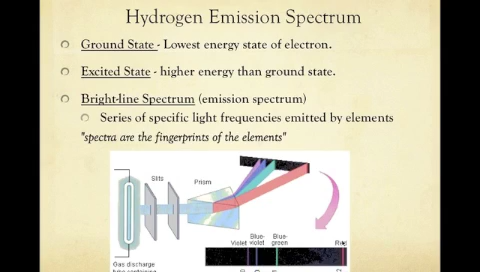 Hydrogen Emission Spectrum
Ground State - Lowest energy state of electron.
Excited State - higher energy than ground state.
Bright-line Spectrum (emission spectrum)
Series of specific light frequencies emitted by elements
"spectra are the fingerprints of the elements"
Slits
Prism
Violet
Blue-
violet
Blue-
green
Red
Gas discharge
tube containing